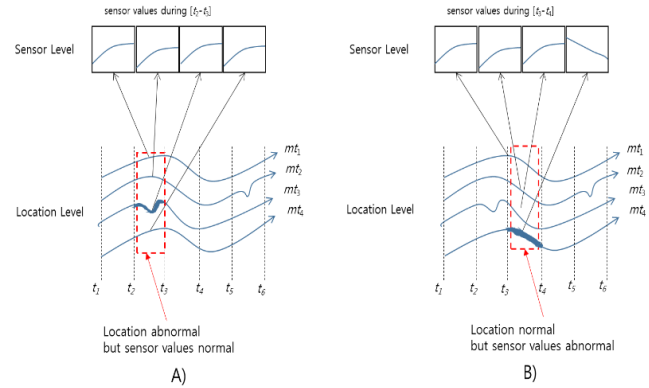 sensor values during [t2-t3]
Sensor Level
mt1
mt2
mt3
mt4
Location Level
t1 t2 t3 t4 t5 t6
Location abnormal
but sensor values normal
A)
sensor values during [t3-t4]
Sensor Level
mt1
mt2
mt3
mt4
Location Level
t1 t2 t3 t4 t5 t6
Location normal
but sensor values abnormal
B)